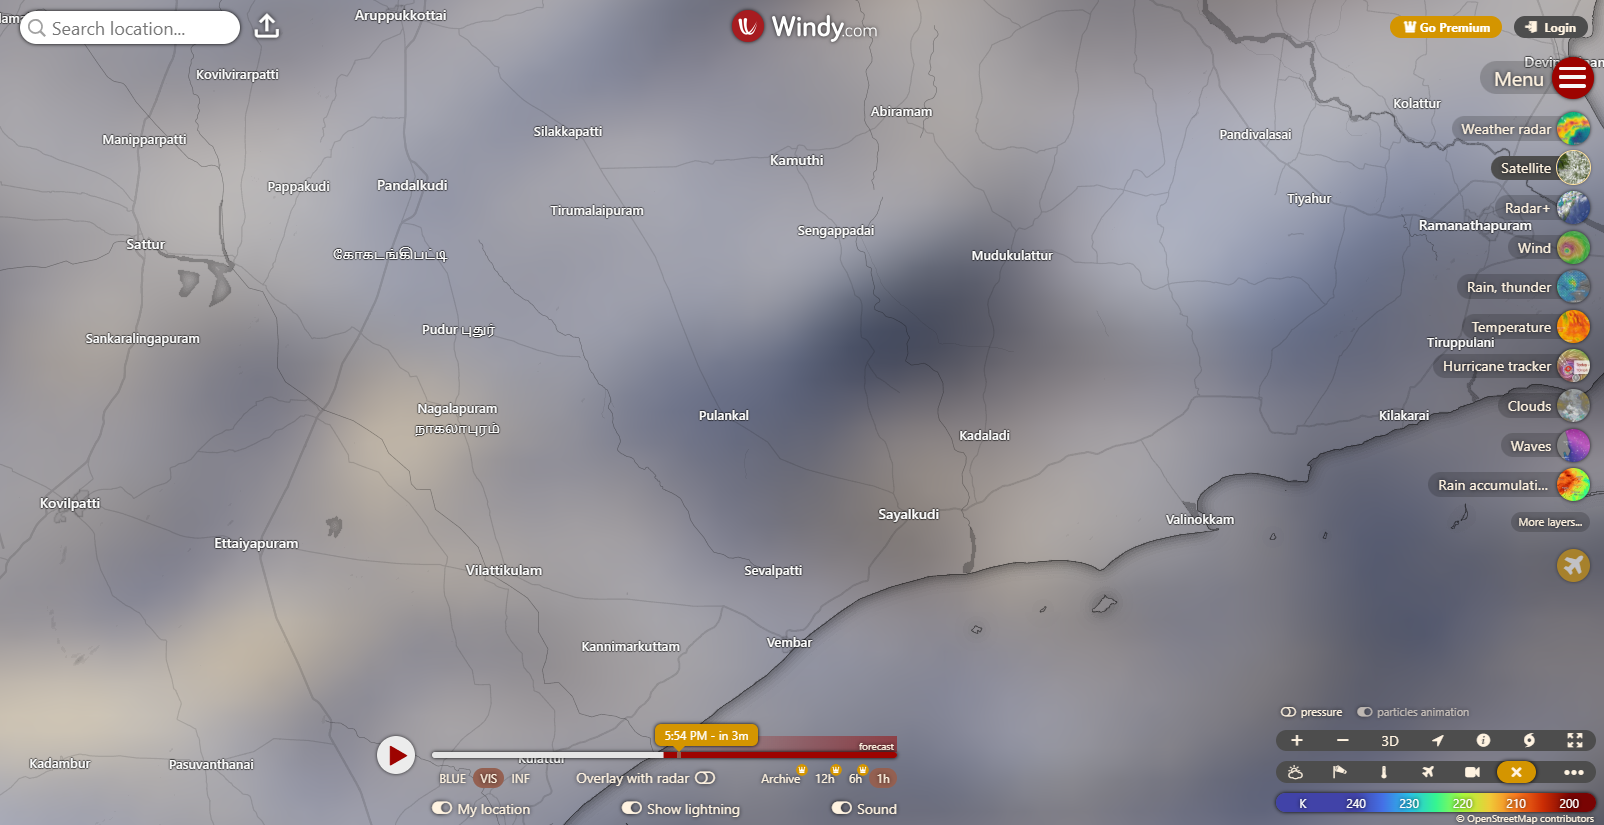 Aruppukkottai
Search location...
Windy.com
Go Premium
Login
Kovilvirarpatti
Menu
Abiramam
Kolattur
Silakkapatti
Weather radar
Manipparpatti
Pandivalasai
Kamuthi
Satellite
Pappakudi
Pandalkudi
Tiyahur
Tirumalaipuram
Radar+
Ramanathapuram
Sengappadai
Sattur
Wind
கோகடங்கிபட்டி
Mudukulattur
Rain, thunder
Pudur புதுர்
Temperature
Sankaralingapuram
Tiruppulani
Hurricane tracker
Nagalapuram
நாகலாபுரம்
Clouds
Pulankal
Kilakarai
Kadaladi
Waves
Rain accumulati...
Kovilpatti
Sayalkudi
Valinokkam
More layers...
Ettaiyapuram
Vilattikulam
Sevalpatti
Kannimarkuttam
Vembar
pressure
particles animation
5:54 PM - in 3m
forecast
3D
Kulattur
Kadambur
Pasuvanthanai
BLUE VIS INF
Overlay with radar
Archive 12h 6h 1h
My location
Show lightning
Sound
K 240 230 220 210 200
© OpenStreetMap contributors